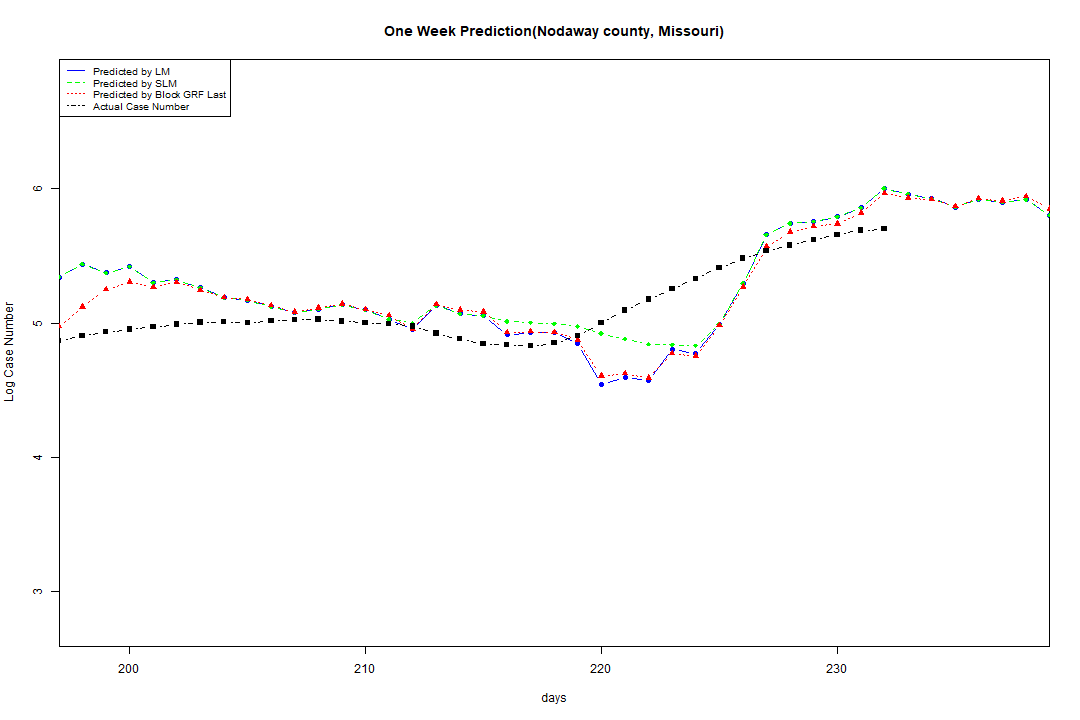 One Week Prediction(Nodaway county, Missouri)
Predicted by LM
Predicted by SLM
Predicted by Block GRF Last
Actual Case Number
6
5
4
3
Log Case Number
200 210 220 230
days